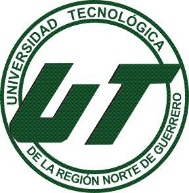 UNIVERSIDAD TECNOLÓGICA
UT
DE LA REGIÓN NORTE DE GUERRERO